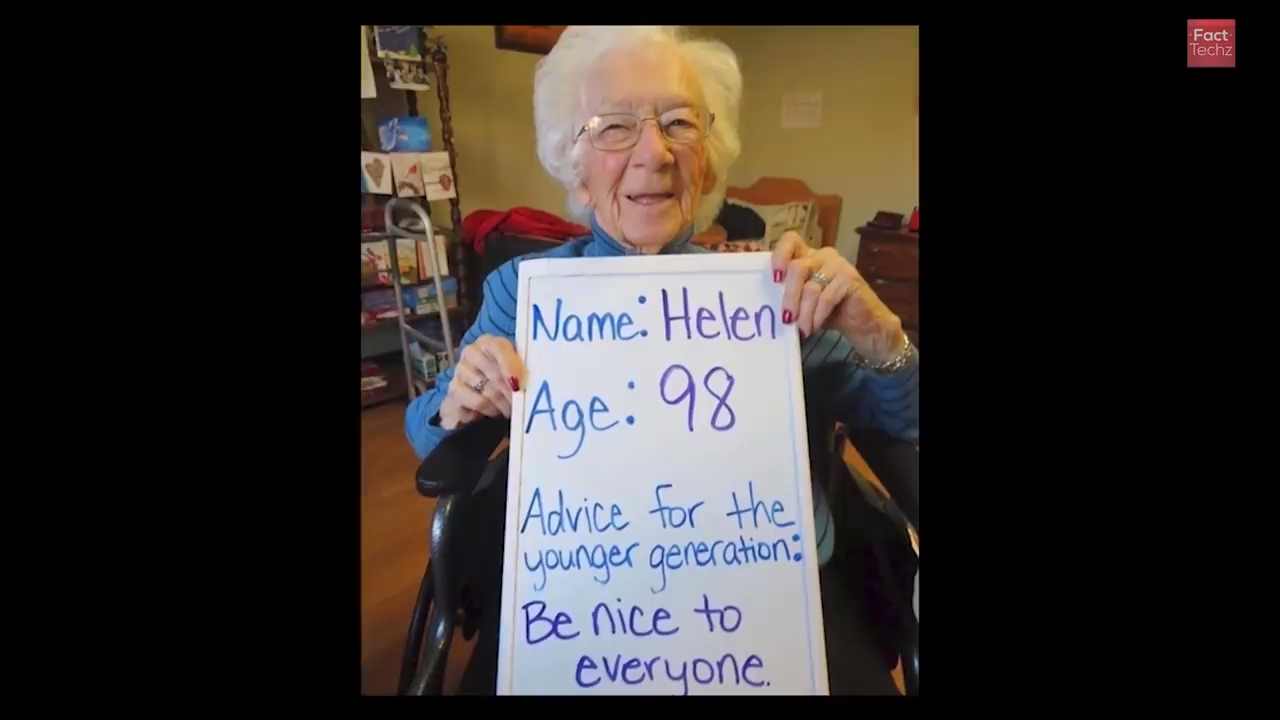 Fact
Techz
Name: Helen
Age: 98
Advice for the
younger generation:
Be nice to
everyone.